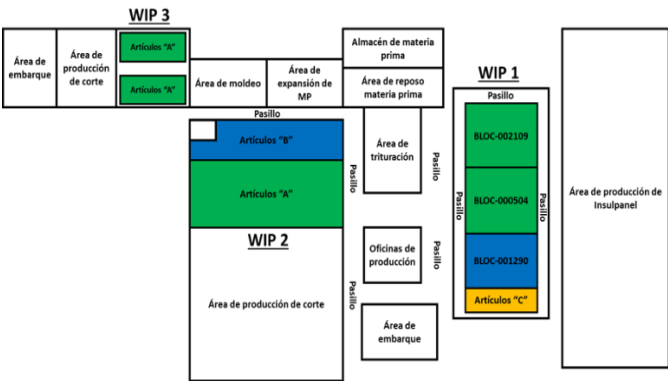 WIP 3
Área de
embarque
Área de
producción
de corte
Artículos "A"
Artículos "A"
Área de moldeo
Área de
expansión de
MP
Almacén de materia
prima
Área de reposo
materia prima
WIP 1
Pasillo
BLOC-002109
BLOC-000504
BLOC-001290
Artículos "C"
Pasillo
Pasillo
Área de producción de
Insulpanel
Pasillo
Artículos "B"
Artículos "A"
WIP 2
Área de producción de corte
Pasillo
Pasillo
Área de
trituración
Pasillo
Oficinas de
producción
Pasillo
Área de
embarque